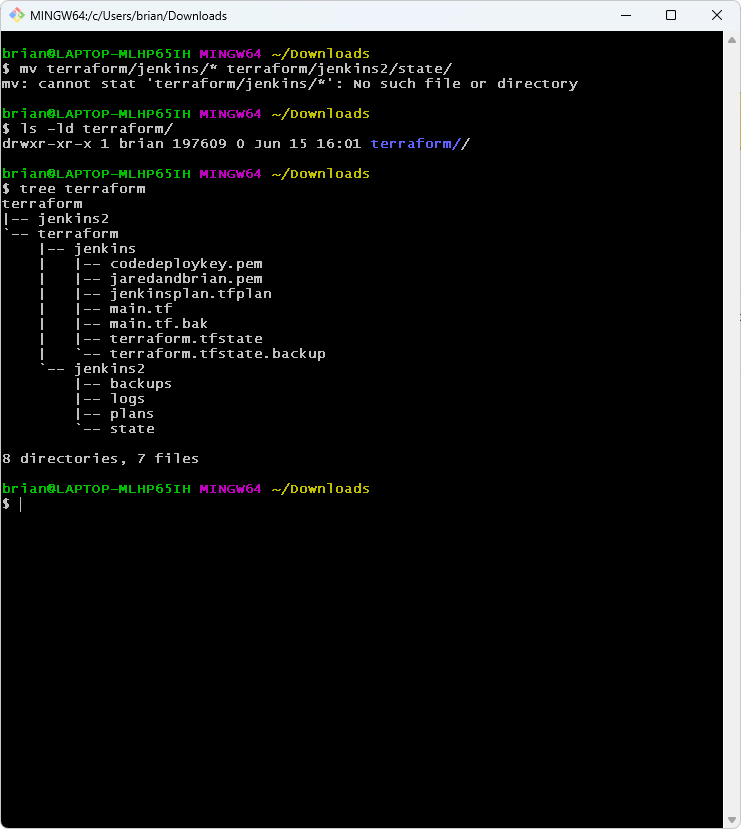 MINGW64:/c/Users/brian/Downloads
brian@LAPTOP-MLHP65IH MINGW64 ~/Downloads
$ mv terraform/jenkins/* terraform/jenkins2/state/
mv: cannot stat 'terraform/jenkins/*': No such file or directory
brian@LAPTOP-MLHP65IH MINGW64 ~/Downloads
$ ls -ld terraform/
drwxr-xr-x 1 brian 197609 0 Jun 15 16:01 terraform//
brian@LAPTOP-MLHP65IH MINGW64 ~/Downloads
$ tree terraform
terraform
|-- jenkins2
`-- terraform
    |-- jenkins
    |   |-- codedeploykey.pem
    |   |-- jaredandbrian.pem
    |   |-- jenkinsplan.tfplan
    |   |-- main.tf
    |   |-- main.tf.bak
    |   |-- terraform.tfstate
    |   `-- terraform.tfstate.backup
    `-- jenkins2
        |-- backups
        |-- logs
        |-- plans
        `-- state
8 directories, 7 files
brian@LAPTOP-MLHP65IH MINGW64 ~/Downloads
$